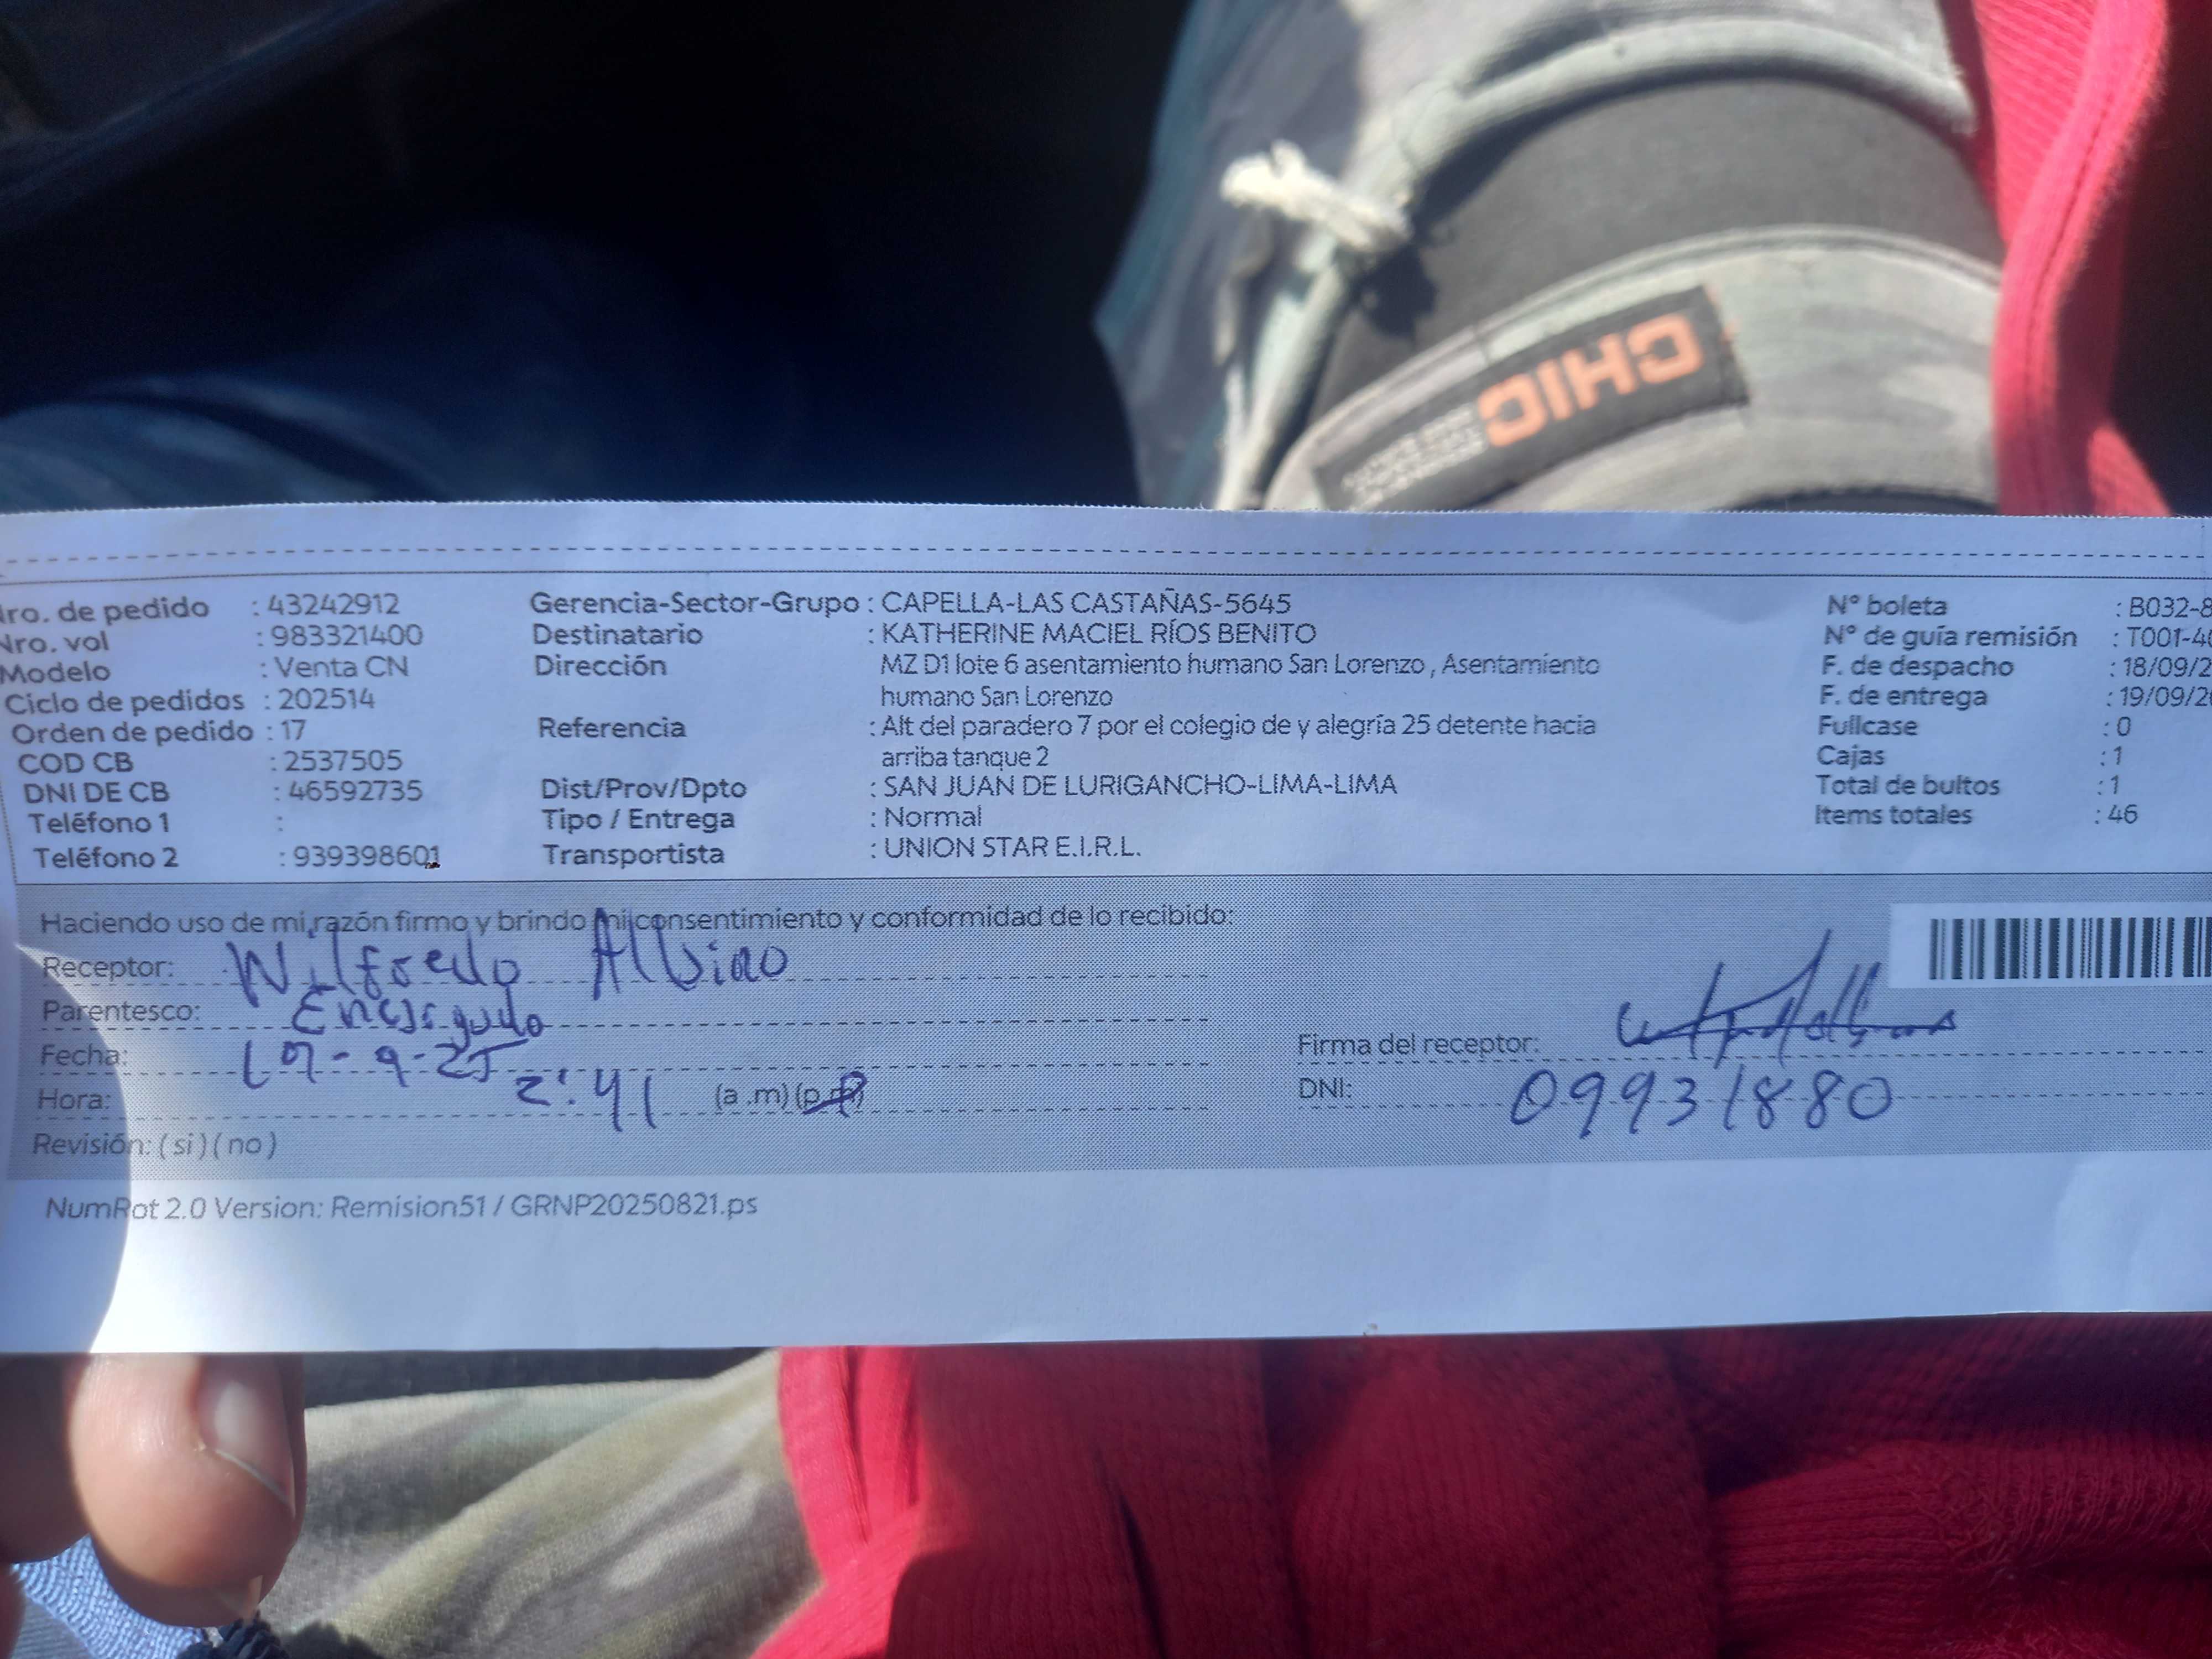 CHIC
ro. de pedido : 43242912
Nro. vol : 983321400
Modelo : Venta CN
Ciclo de pedidos : 202514
Orden de pedido : 17
COD CB : 2537505
DNI DE CB : 46592735
Teléfono 1 :
Teléfono 2 : 939398601
Gerencia-Sector-Grupo : CAPELLA-LAS CASTAÑAS-5645
Destinatario : KATHERINE MACIEL RÍOS BENITO
Dirección MZ D1 lote 6 asentamiento humano San Lorenzo , Asentamiento
humano San Lorenzo
Referencia : Alt del paradero 7 por el colegio de y alegría 25 detente hacia
arriba tanque 2
Dist/Prov/Dpto : SAN JUAN DE LURIGANCHO-LIMA-LIMA
Tipo / Entrega : Normal
Transportista : UNION STAR E.I.R.L.
N° boleta : B032-8
N° de guía remisión : T001-40
F. de despacho : 18/09/2
F. de entrega : 19/09/20
Fullcase : 0
Cajas : 1
Total de bultos : 1
Items totales : 46
Haciendo uso de mi razón firmo y brindo mi consentimiento y conformidad de lo recibido:
Receptor: Wilfredo Albino
Parentesco: Encargado
Fecha: 19-9-25
Hora: 2:41 (a .m) (p.m)
Revisión: ( si ) ( no )
Firma del receptor:
DNI: 09931880
NumRot 2.0 Version: Remision51 / GRNP20250821.ps